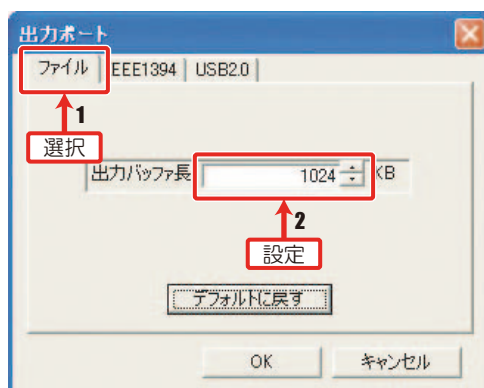 出力ポート
ファイル EEE1394 USB2.0
1
選択
出力バッファ長 1024 KB
2
設定
デフォルトに戻す
OK キャンセル